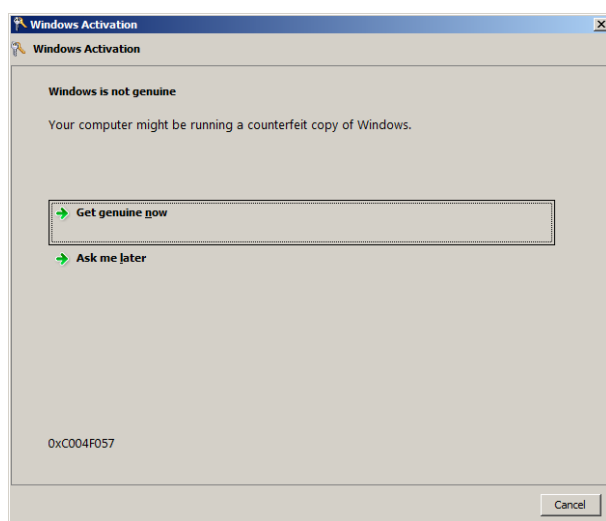 Windows Activation
Windows Activation
Windows is not genuine
Your computer might be running a counterfeit copy of Windows.
Get genuine now
Ask me later
0xC004F057
Cancel